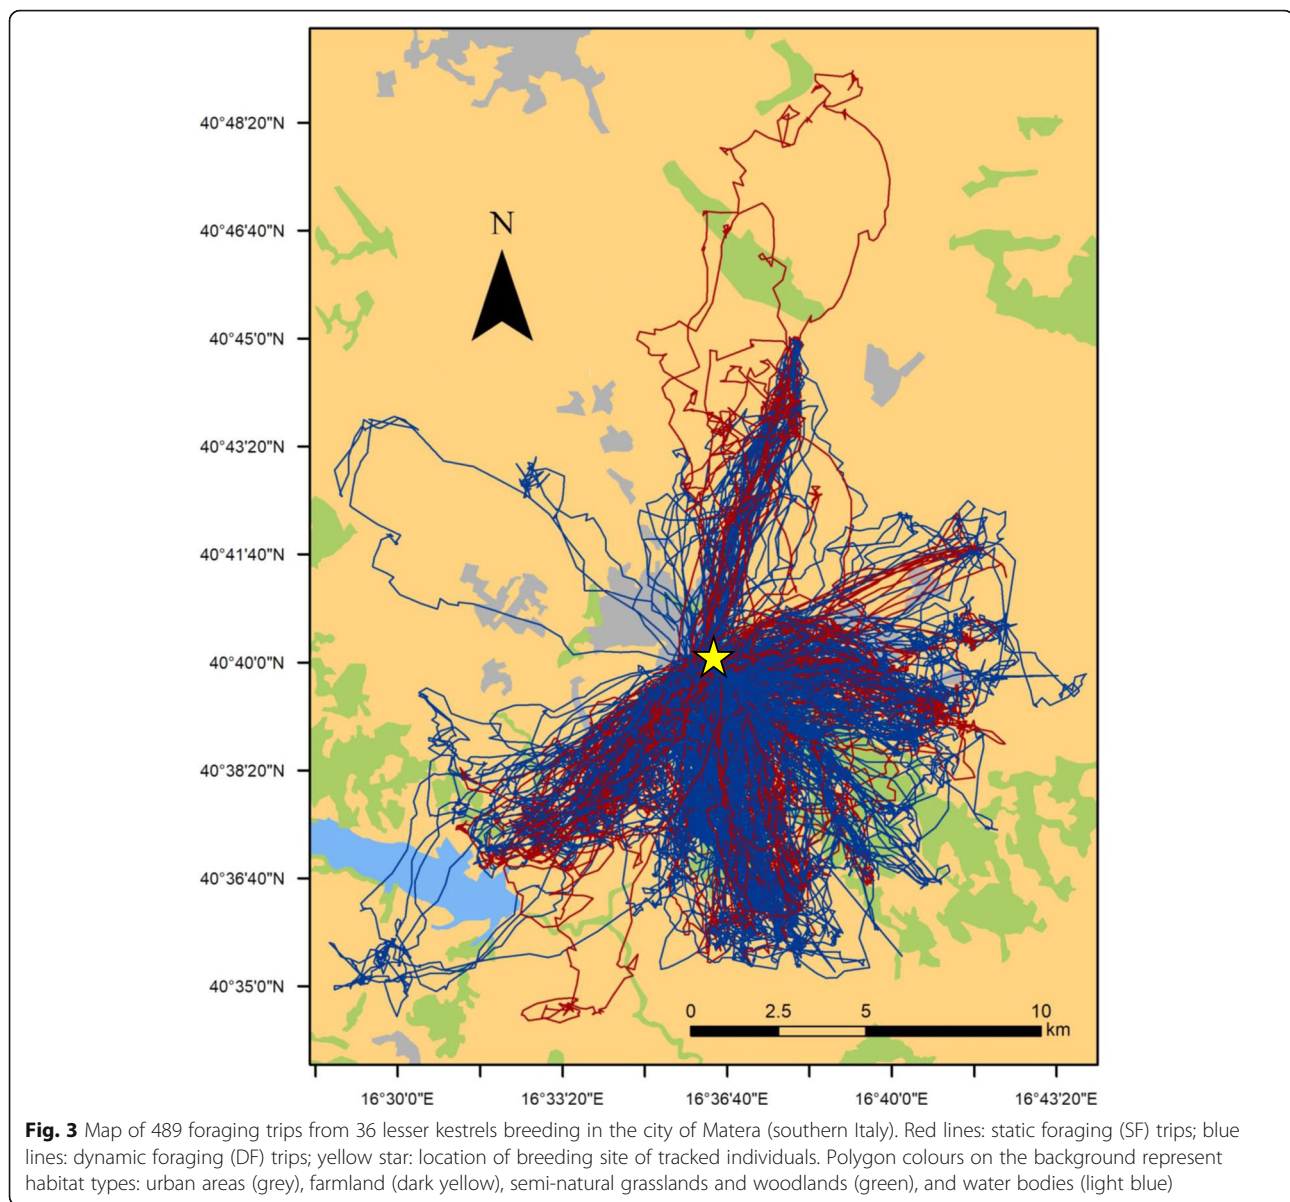 40°48'20"N
40°46'40"N
N
40°45'0"N
40°43'20"N
40°41'40"N
40°40'0"N
40°38'20"N
40°36'40"N
40°35'0"N
0 2.5 5 10
km
16°30'0"E 16°33'20"E 16°36'40"E 16°40'0"E 16°43'20"E
Fig. 3 Map of 489 foraging trips from 36 lesser kestrels breeding in the city of Matera (southern Italy). Red lines: static foraging (SF) trips; blue
lines: dynamic foraging (DF) trips; yellow star: location of breeding site of tracked individuals. Polygon colours on the background represent
habitat types: urban areas (grey), farmland (dark yellow), semi-natural grasslands and woodlands (green), and water bodies (light blue)